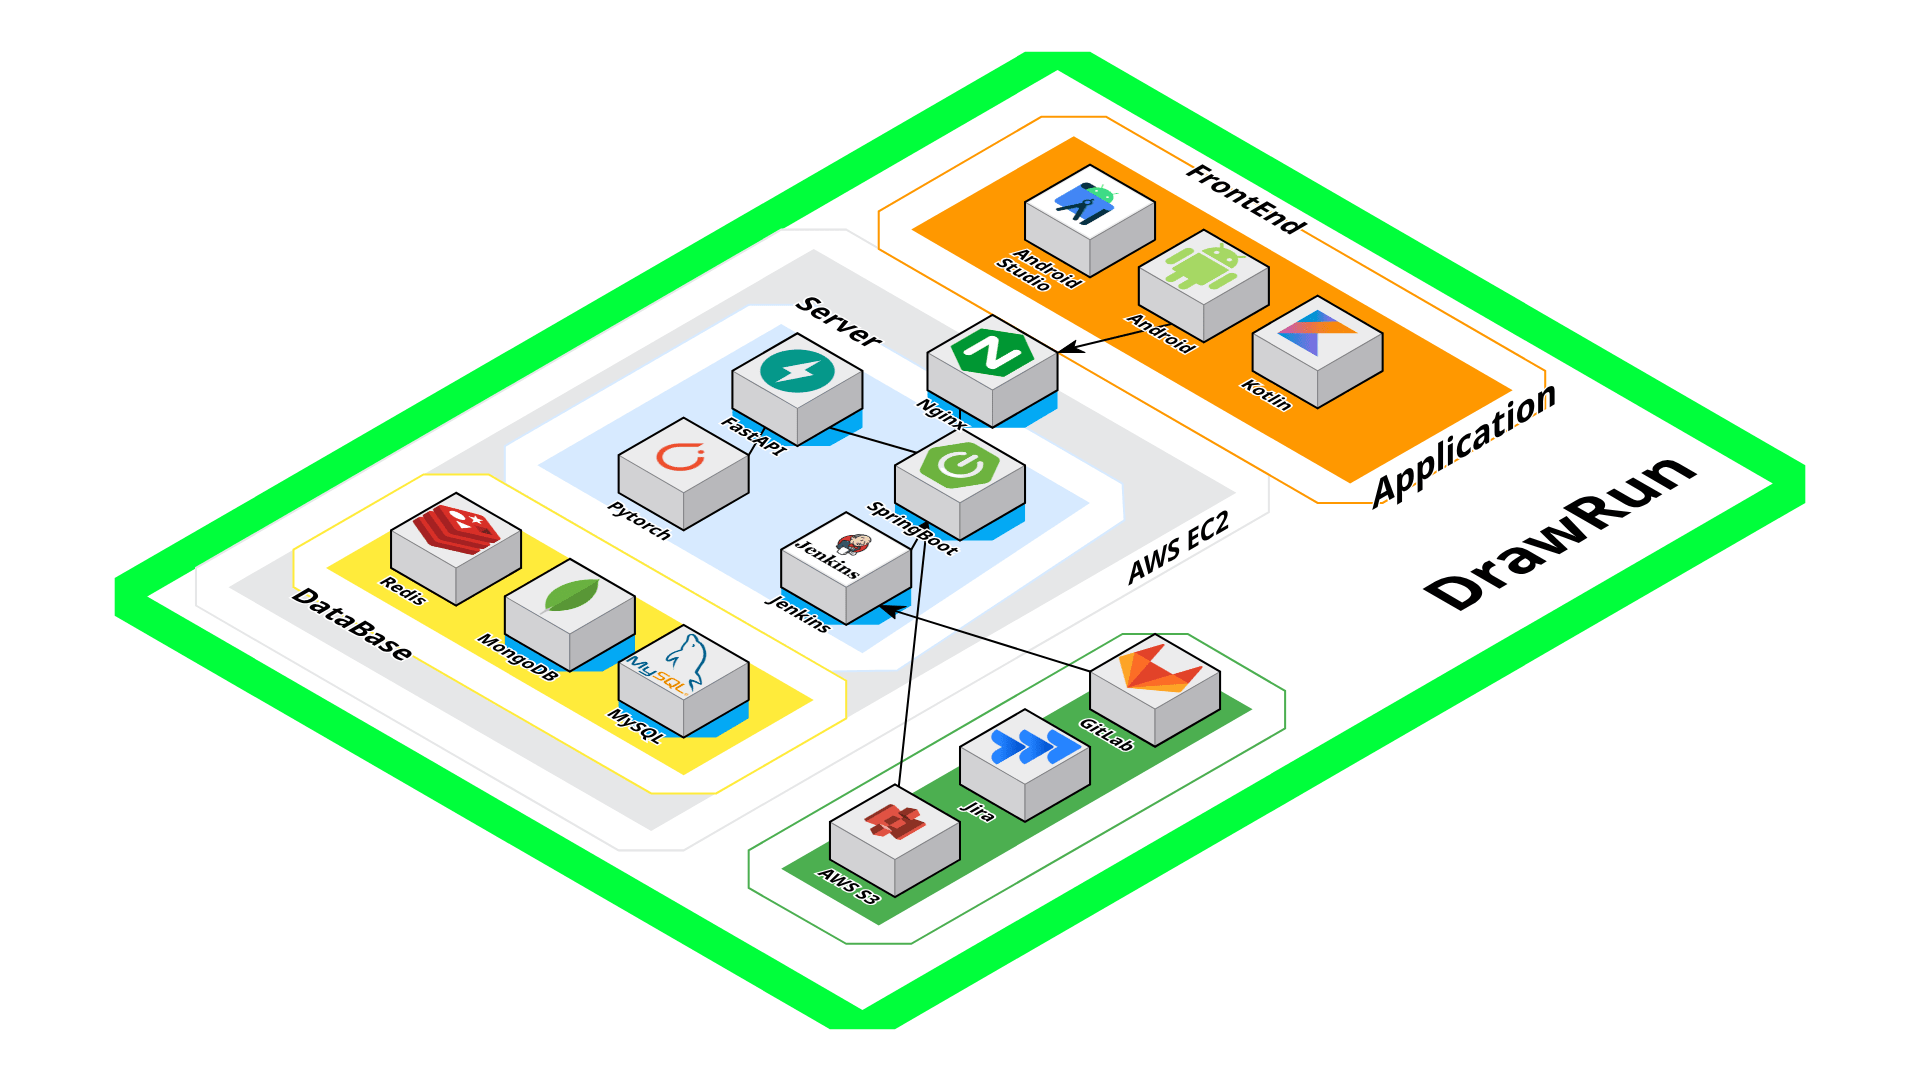 FrontEnd
Android
Studio
Android
Kotlin
Application
DrawRun
Server
Nginx
FastAPI
Pytorch
SpringBoot
Jenkins
Jenkins
AWS EC2
Redis
MongoDB
MySQL
MySQL
DataBase
GitLab
Jira
AWS S3